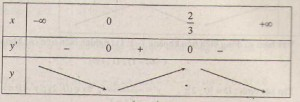 x -∞ 0 2/3 +∞
y' - 0 + 0 -
y